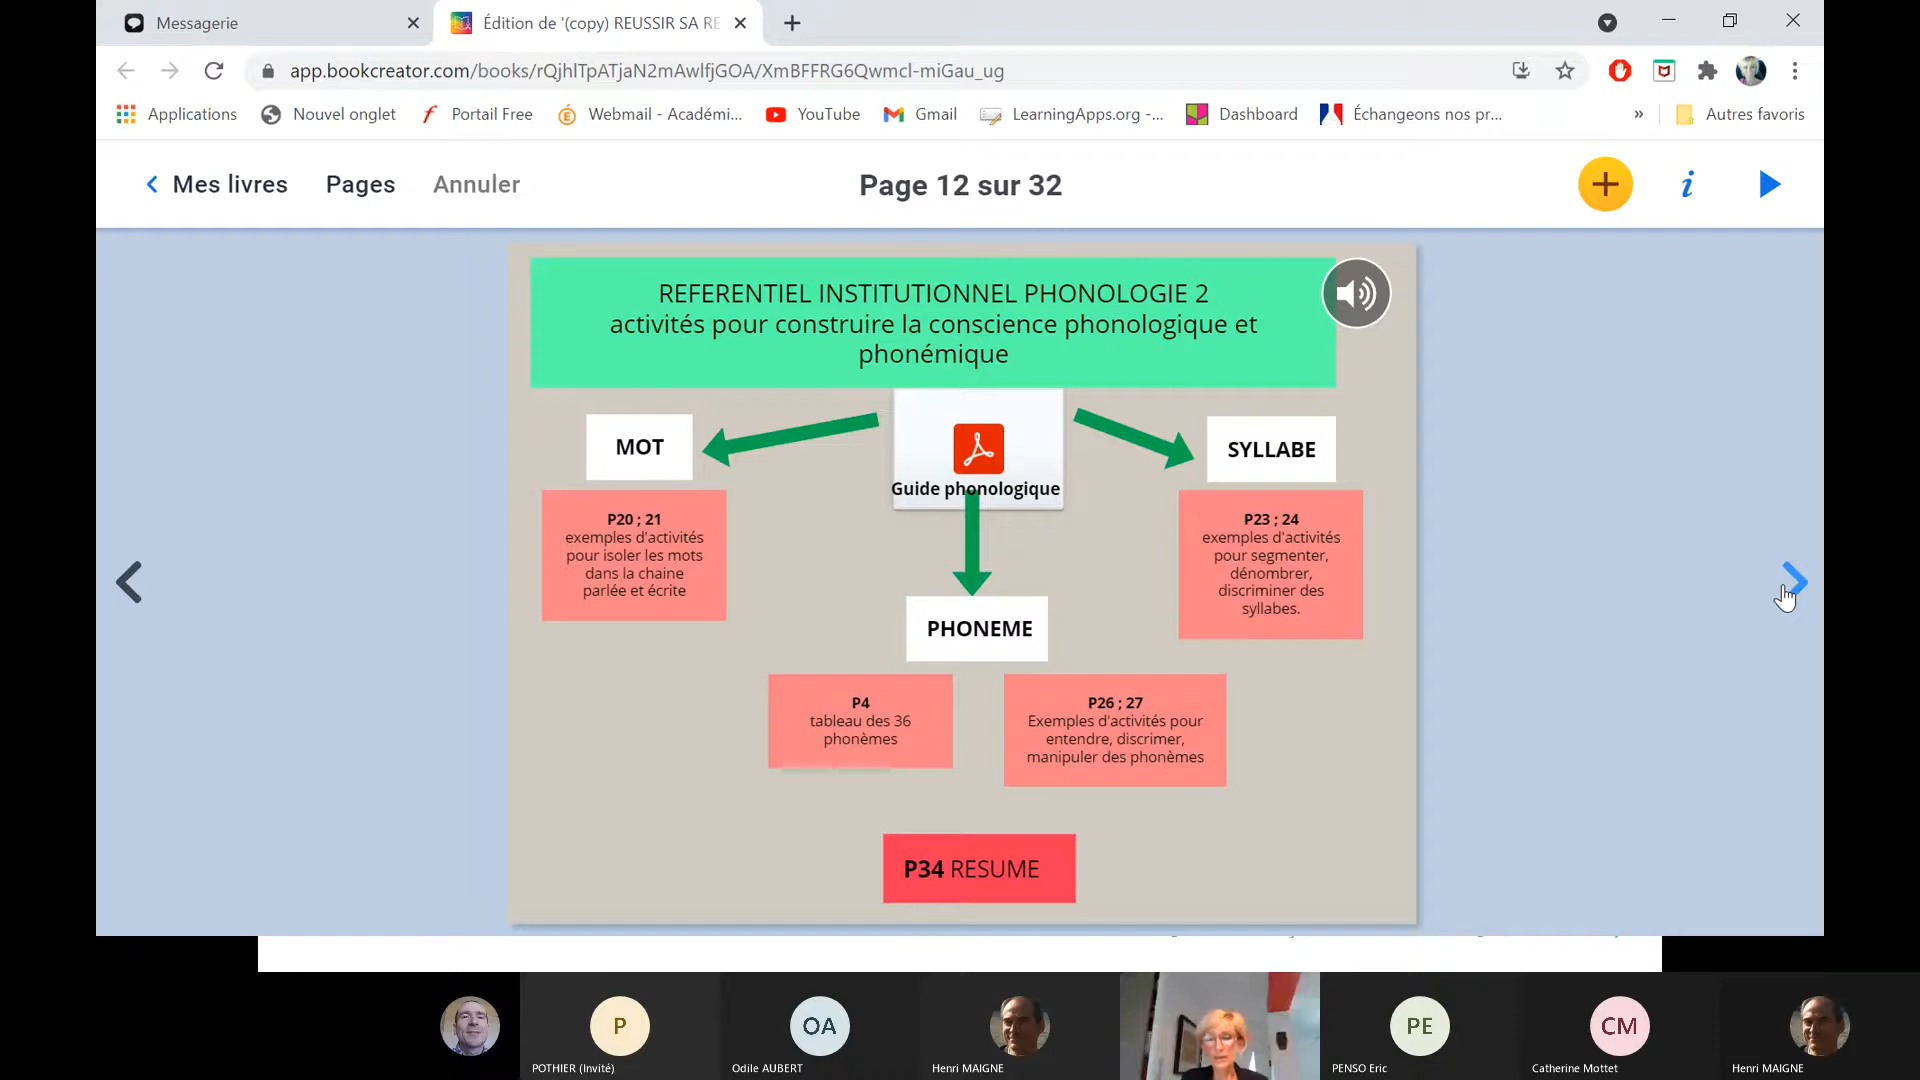 Messagerie
Édition de '(copy) REUSSIR SA RE
app.bookcreator.com/books/rQjhlTpATjaN2mAwlfjGOA/XmBFFRG6Qwmcl-miGau_ug
Applications
Nouvel onglet
Portail Free
Webmail - Académi...
YouTube
Gmail
LearningApps.org -...
Dashboard
Échangeons nos pr...
»
Autres favoris
Mes livres
Pages
Annuler
Page 12 sur 32
REFERENTIEL INSTITUTIONNEL PHONOLOGIE 2
activités pour construire la conscience phonologique et
phonémique
MOT
Guide phonologique
SYLLABE
P20 ; 21
exemples d'activités
pour isoler les mots
dans la chaine
parlée et écrite
P23 ; 24
exemples d'activités
pour segmenter,
dénombrer,
discriminer des
syllabes.
PHONEME
P4
tableau des 36
phonèmes
P26 ; 27
Exemples d'activités pour
entendre, discrimer,
manipuler des phonèmes
P34 RESUME
P
POTHIER (Invité)
OA
Odile AUBERT
Henri MAIGNE
PE
PENSO Eric
CM
Catherine Mottet
Henri MAIGNE